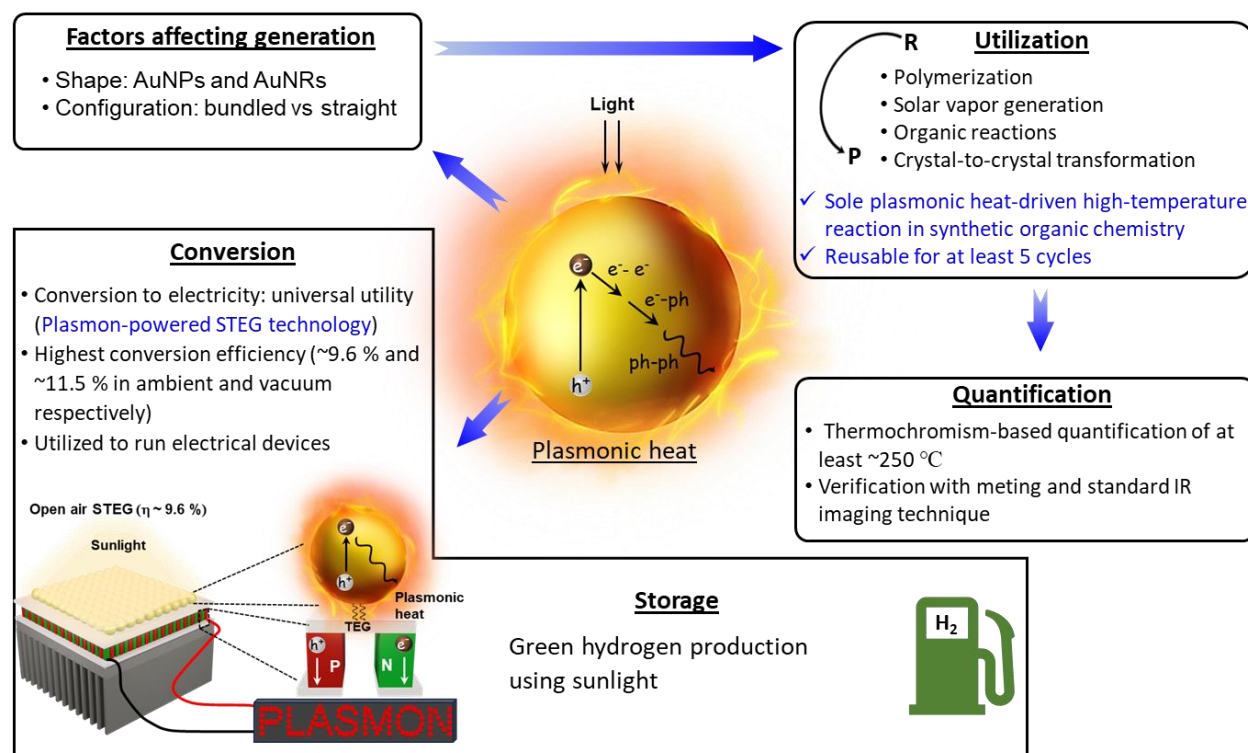 Factors affecting generation
• Shape: AuNPs and AuNRs
• Configuration: bundled vs straight
Utilization
R
P
• Polymerization
• Solar vapor generation
• Organic reactions
• Crystal-to-crystal transformation
✓ Sole plasmonic heat-driven high-temperature
reaction in synthetic organic chemistry
✓ Reusable for at least 5 cycles
Light
e⁻
e⁻- e⁻
e⁻-ph
ph-ph
h⁺
Plasmonic heat
Conversion
• Conversion to electricity: universal utility
(Plasmon-powered STEG technology)
• Highest conversion efficiency (~9.6 % and
~11.5 % in ambient and vacuum
respectively)
• Utilized to run electrical devices
Quantification
• Thermochromism-based quantification of at
least ~250 ℃
• Verification with meting and standard IR
imaging technique
Open air STEG (η ~ 9.6 %)
Sunlight
e⁻
h⁺
Plasmonic
heat
TEG
h⁺
P
N
e⁻
PLASMON
Storage
Green hydrogen production
using sunlight
H₂